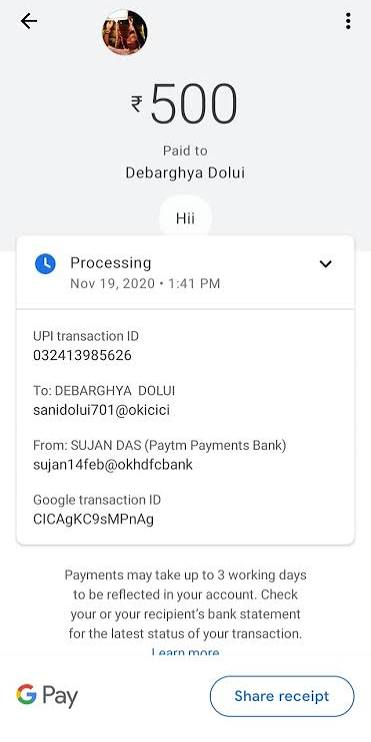 ₹500
Paid to
Debarghya Dolui
Hii
Processing
Nov 19, 2020 • 1:41 PM
UPI transaction ID
032413985626
To: DEBARGHYA DOLUI
sanidolui701@okicici
From: SUJAN DAS (Paytm Payments Bank)
sujan14feb@okhdfcbank
Google transaction ID
CICAgKC9sMPnAg
Payments may take up to 3 working days
to be reflected in your account. Check
your or your recipient's bank statement
for the latest status of your transaction.
Learn more
G Pay
Share receipt